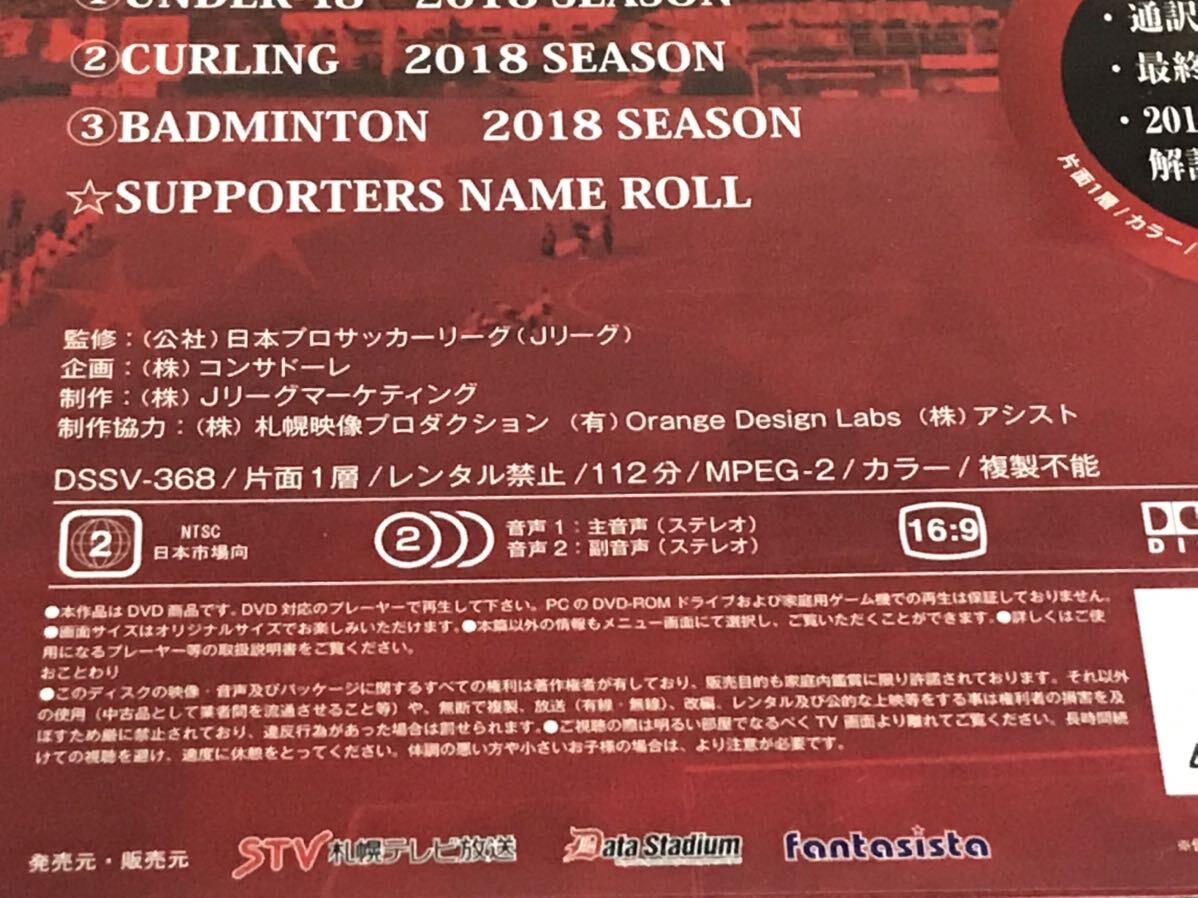 ①UNDER-18 2018 SEASON
②CURLING 2018 SEASON
③BADMINTON 2018 SEASON
☆SUPPORTERS NAME ROLL
・通訳
・最終
・201
解説
片面1層/カラー/
監修：（公社）日本プロサッカーリーグ（Jリーグ）
企画：（株）コンサドーレ
制作：（株）Jリーグマーケティング
制作協力：（株）札幌映像プロダクション （有）Orange Design Labs （株）アシスト
DSSV-368/片面1層/レンタル禁止/112分/MPEG-2/カラー/複製不能
2
NTSC
日本市場向
2
音声1：主音声（ステレオ）
音声2：副音声（ステレオ）
16:9
DI
●本作品はDVD商品です。DVD対応のプレーヤーで再生して下さい。PCのDVD-ROMドライブおよび家庭用ゲーム機での再生は保証しておりません。
●画面サイズはオリジナルサイズでお楽しみいただけます。●本篇以外の情報もメニュー画面にて選択し、ご覧いただくことができます。●詳しくはご使
用になるプレーヤー等の取扱説明書をご覧ください。
おことわり
●このディスクの映像・音声及びパッケージに関するすべての権利は著作権者が有しており、販売目的も家庭内鑑賞に限り許諾されております。それ以外
の使用（中古品として業者間を流通させること等）や、無断で複製、放送（有線・無線）、改編、レンタル及び公的な上映等をする事は権利者の損害を及
ぼすため厳に禁止されており、違反行為があった場合は罰せられます。●ご視聴の際は明るい部屋でなるべくTV画面より離れてご覧ください。長時間続
けての視聴を避け、適度に休憩をとってください。体調の悪い方や小さいお子様の場合は、より注意が必要です。
発売元・販売元
STV札幌テレビ放送
Data Stadium
fantasista